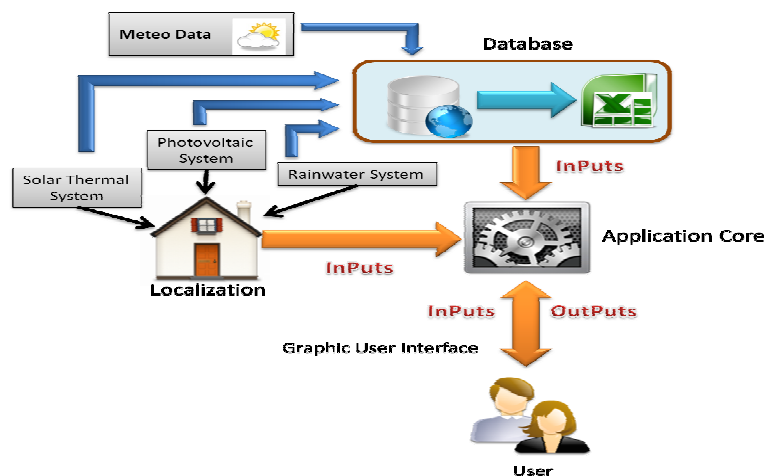 Meteo Data
Database
Photovoltaic
System
Solar Thermal
System
Rainwater System
InPuts
Application Core
InPuts
Localization
InPuts
OutPuts
Graphic User Interface
User